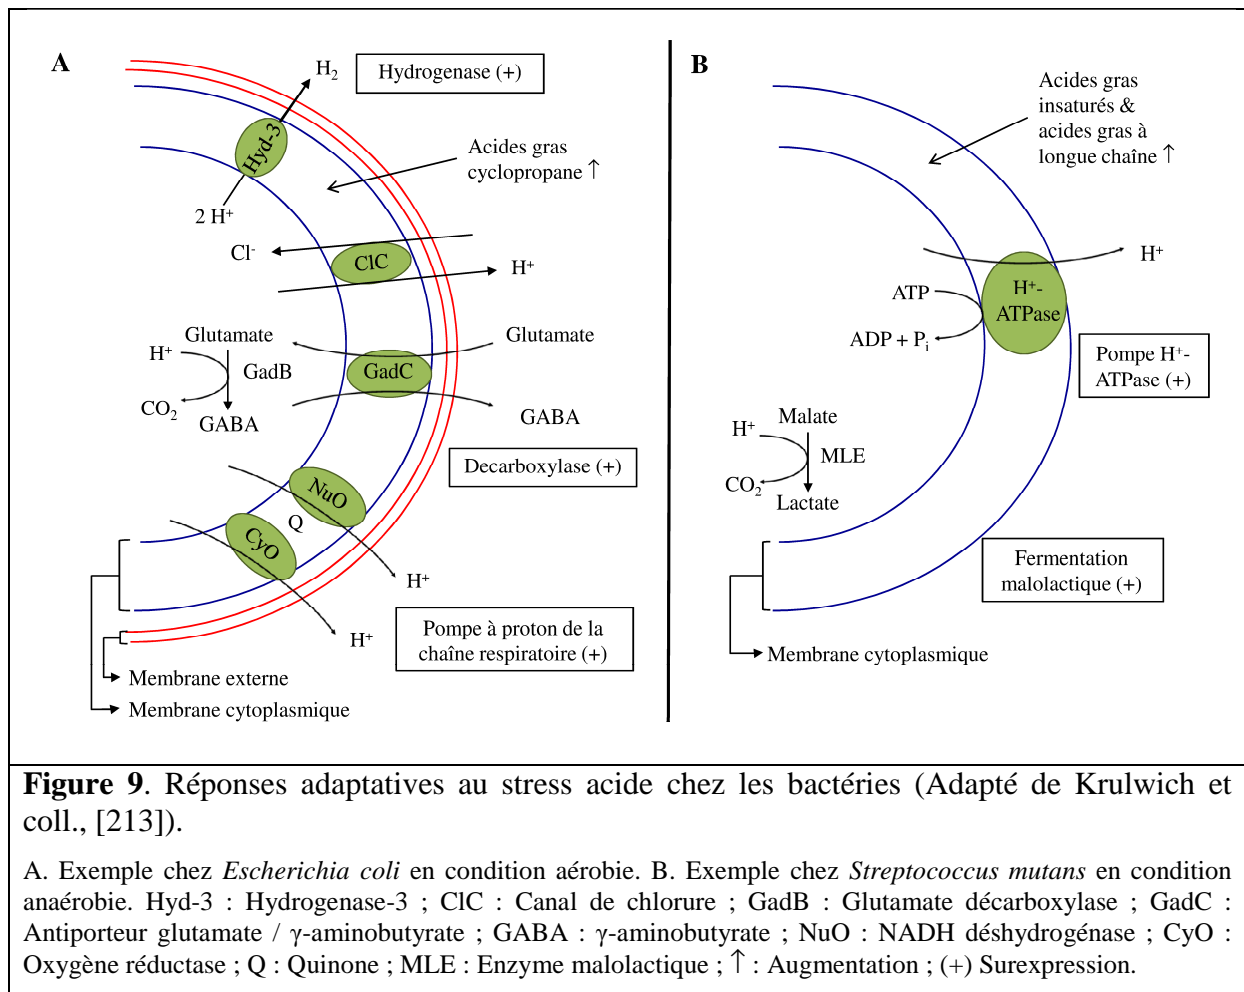 A
H₂
Hydrogenase (+)
Hyd-3
Acides gras
cyclopropane ↑
2 H⁺
Cl⁻
ClC
H⁺
Glutamate
Glutamate
H⁺
GadB
GadC
CO₂
GABA
GABA
Decarboxylase (+)
NuO
Q
CyO
H⁺
H⁺
Pompe à proton de la
chaîne respiratoire (+)
Membrane externe
Membrane cytoplasmique
B
Acides gras
insaturés &
acides gras à
longue chaîne ↑
H⁺
ATP
H⁺-
ATPase
ADP + Pᵢ
Pompe H⁺-
ATPase (+)
Malate
H⁺
MLE
CO₂
Lactate
Fermentation
malolactique (+)
Membrane cytoplasmique
Figure 9. Réponses adaptatives au stress acide chez les bactéries (Adapté de Krulwich et
coll., [213]).
A. Exemple chez Escherichia coli en condition aérobie. B. Exemple chez Streptococcus mutans en condition
anaérobie. Hyd-3 : Hydrogenase-3 ; ClC : Canal de chlorure ; GadB : Glutamate décarboxylase ; GadC :
Antiporteur glutamate / γ-aminobutyrate ; GABA : γ-aminobutyrate ; NuO : NADH déshydrogénase ; CyO :
Oxygène réductase ; Q : Quinone ; MLE : Enzyme malolactique ; ↑ : Augmentation ; (+) Surexpression.